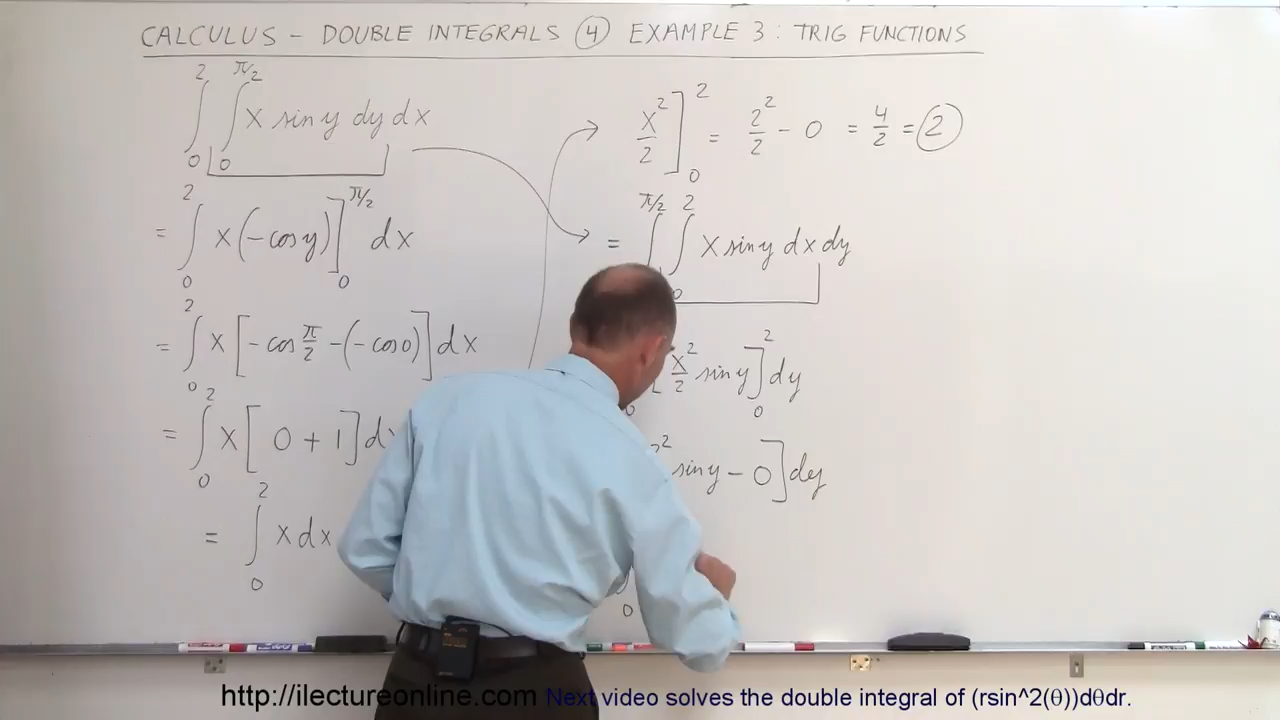 CALCULUS – DOUBLE INTEGRALS ④ EXAMPLE 3 : TRIG FUNCTIONS
∫₀² ∫₀^{π/2} x sin y dy dx
= ∫₀² x(-cos y)]₀^{π/2} dx
= ∫₀² x[-cos π/2 -(-cos 0)] dx
= ∫₀² x[0 + 1] dx
= ∫₀² x dx
x²/2 ]₀² = 2²/2 - 0 = 4/2 = 2
= ∫^{π/2} ∫₀² x sin y dx dy
[x²/2 sin y]₀² dy
² sin y - 0] dy
0
http://ilectureonline.com Next video solves the double integral of (rsin^2(θ))dθdr.